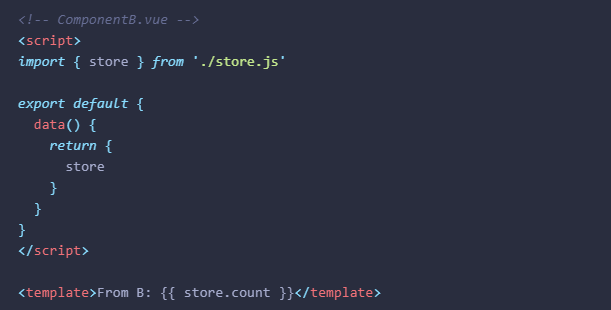 <!-- ComponentB.vue -->
<script>
import { store } from './store.js'

export default {
  data() {
    return {
      store
    }
  }
}
</script>

<template>From B: {{ store.count }}</template>